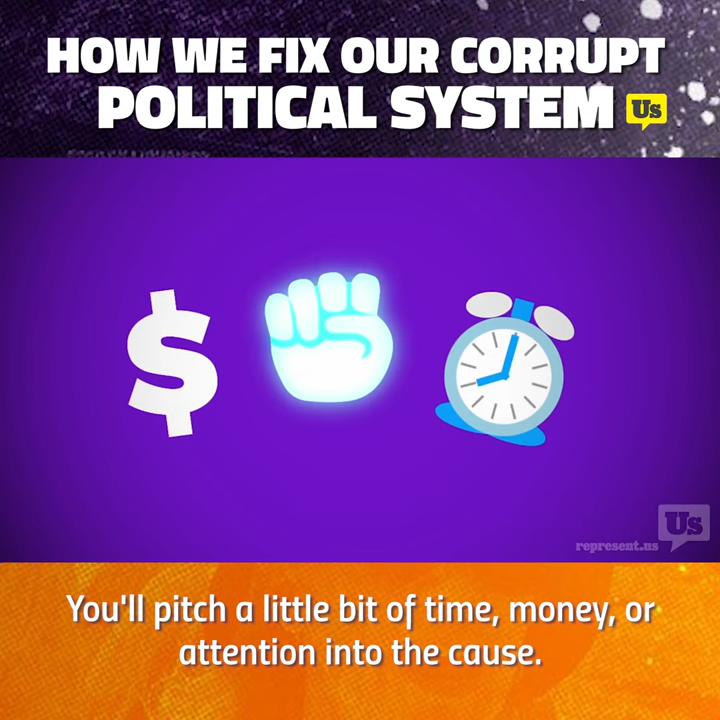 HOW WE FIX OUR CORRUPT
POLITICAL SYSTEM Us
$
Us
represent.us
You'll pitch a little bit of time, money, or
attention into the cause.